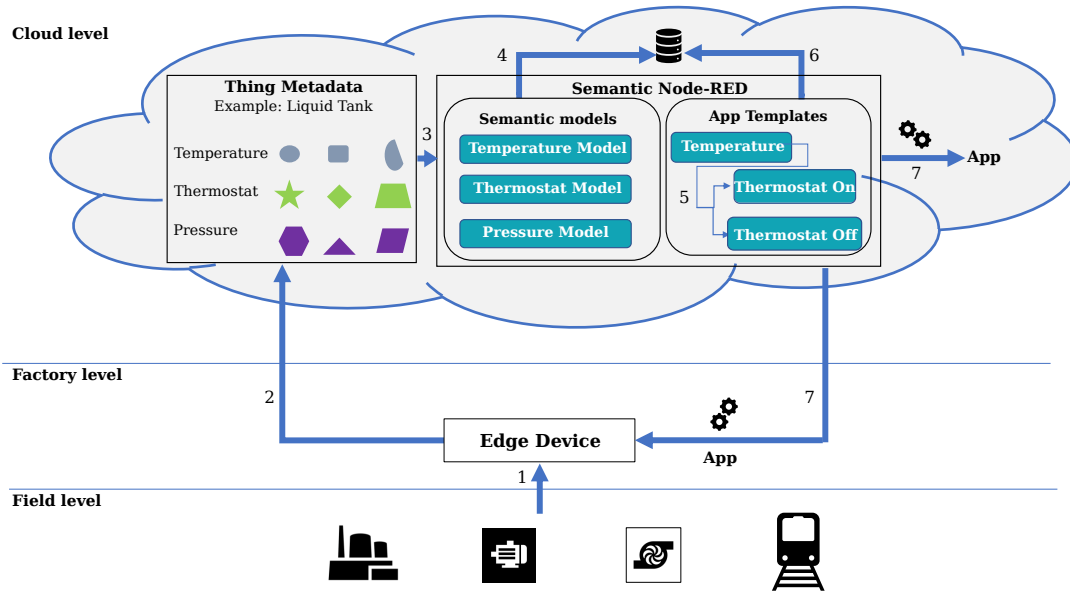 Cloud level
4
6
Thing Metadata
Example: Liquid Tank
Semantic Node-RED
Semantic models
App Templates
3
Temperature
Thermostat
Pressure
Temperature Model
Thermostat Model
Pressure Model
Temperature
5
Thermostat On
Thermostat Off
7
App
Factory level
2
7
Edge Device
App
1
Field level